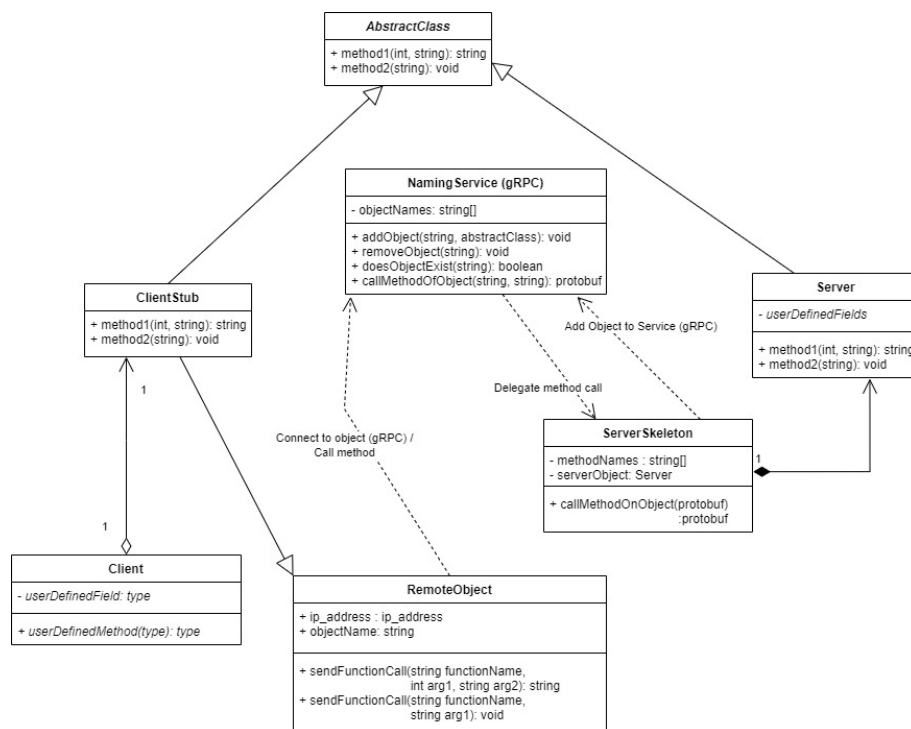 AbstractClass
+ method1(int, string): string
+ method2(string): void
NamingService (gRPC)
- objectNames: string[]
+ addObject(string, abstractClass): void
+ removeObject(string): void
+ doesObjectExist(string): boolean
+ callMethodOfObject(string, string): protobuf
ClientStub
+ method1(int, string): string
+ method2(string): void
Server
- userDefinedFields
+ method1(int, string): string
+ method2(string): void
Add Object to Service (gRPC)
Delegate method call
1
Connect to object (gRPC) /
Call method
ServerSkeleton
- methodNames : string[]
- serverObject: Server
+ callMethodOnObject(protobuf)
:protobuf
1
1
Client
- userDefinedField: type
+ userDefinedMethod(type): type
RemoteObject
+ ip_address : ip_address
+ objectName: string
+ sendFunctionCall(string functionName,
int arg1, string arg2): string
+ sendFunctionCall(string functionName,
string arg1): void